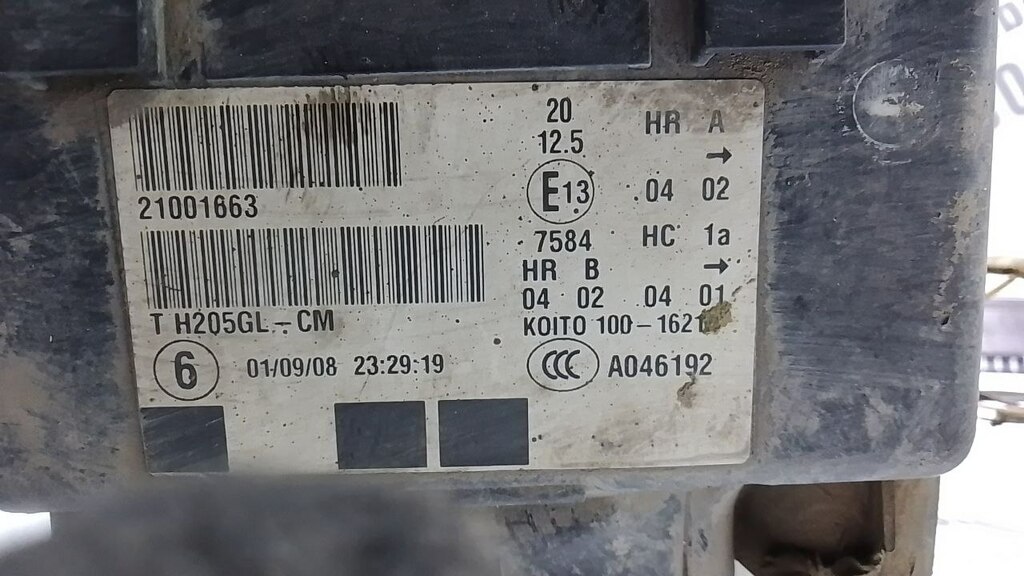 21001663
T H205GL-CM
6 01/09/08 23:29:19
20
12.5
E13
7584
HR B
04 02
HR A
→
04 02
HC 1a
→
04 01
KOITO 100-1621
CCC A046192